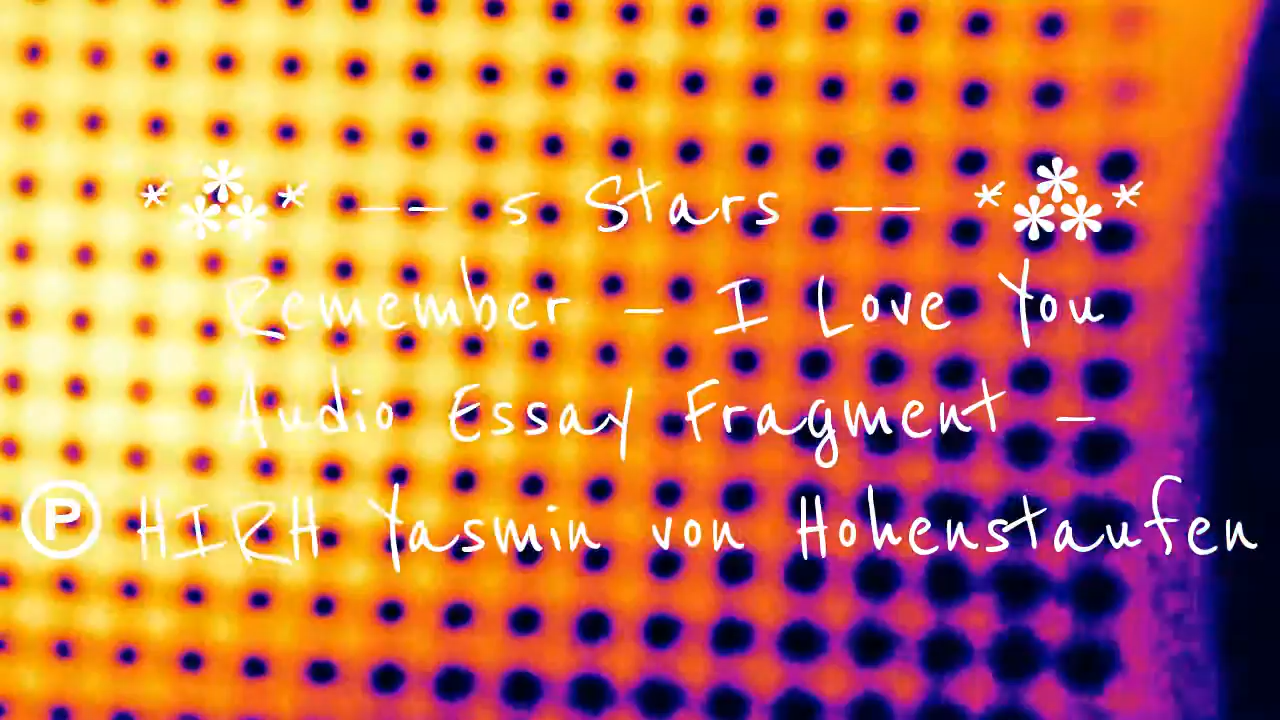 *⁂* -- 5 Stars -- *⁂*
Remember - I Love You
Audio Essay Fragment -
℗ HIRH Yasmin von Hohenstaufen